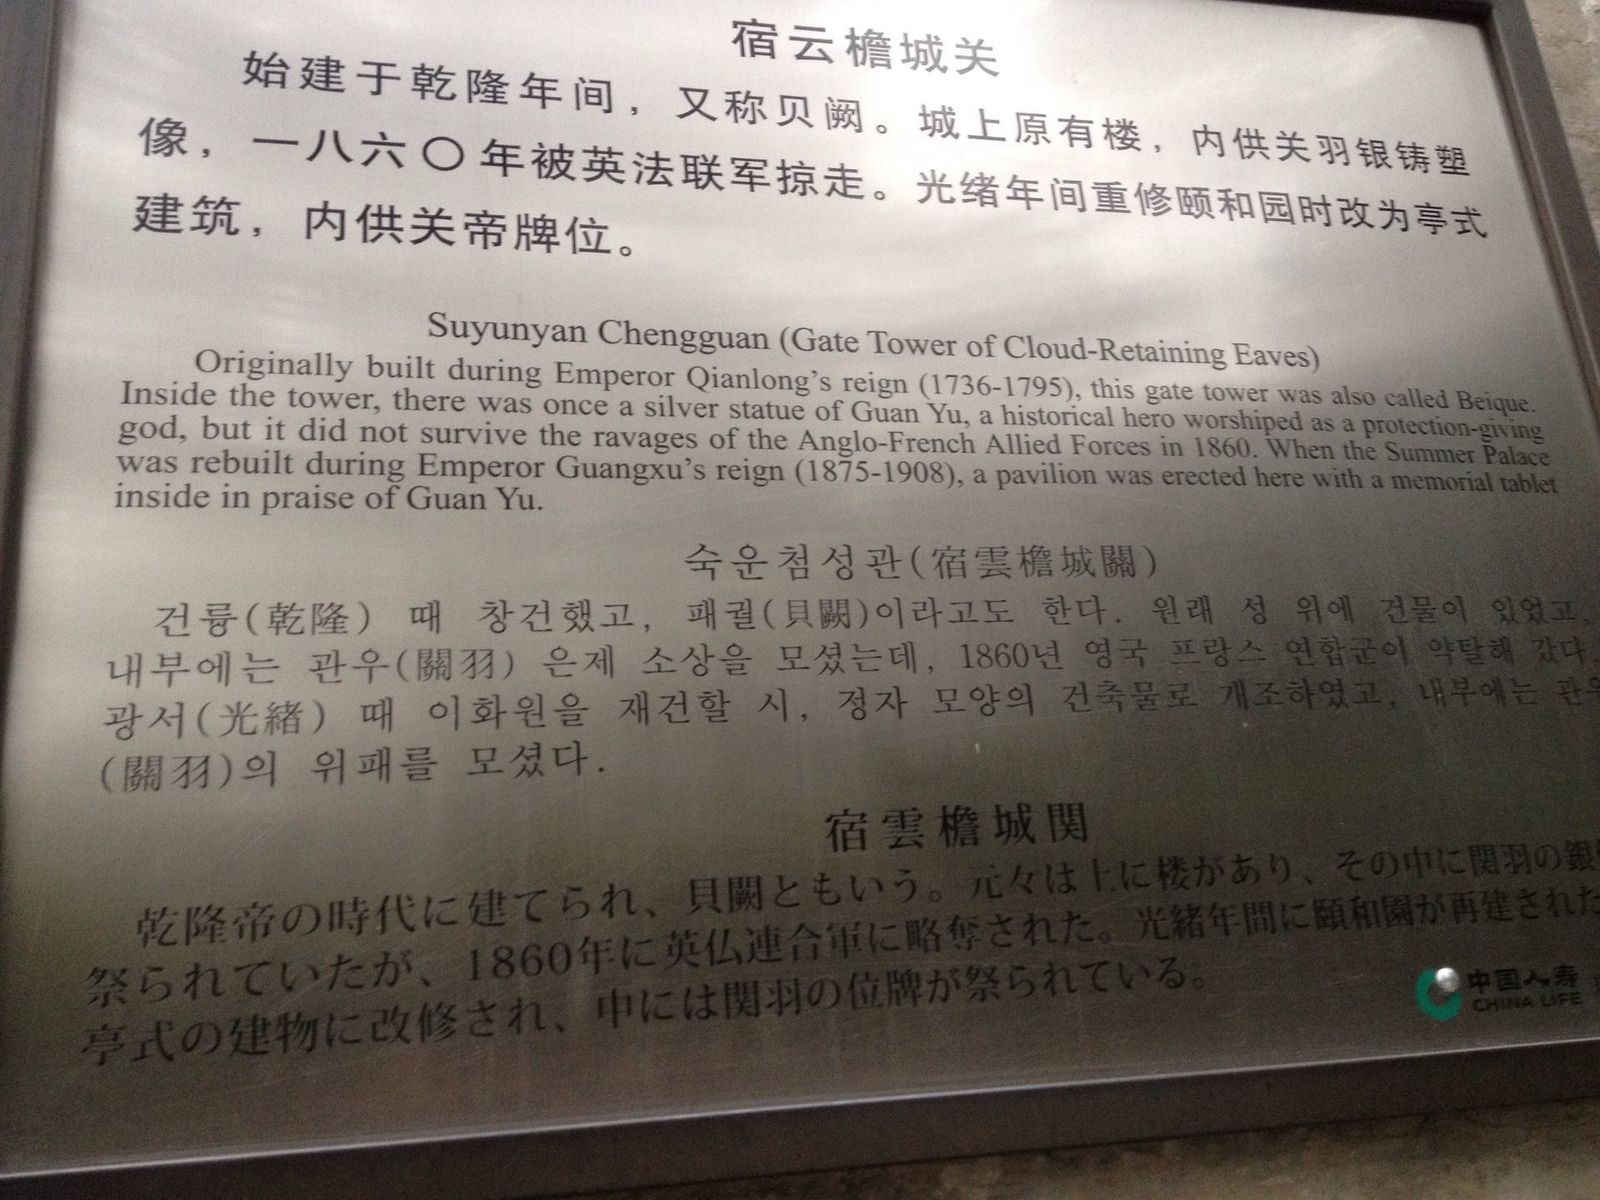 宿云檐城关
始建于乾隆年间，又称贝阙。城上原有楼，内供关羽银铸塑
像，一八六〇年被英法联军掠走。光绪年间重修颐和园时改为亭式
建筑，内供关帝牌位。
Suyunyan Chengguan (Gate Tower of Cloud-Retaining Eaves)
Originally built during Emperor Qianlong's reign (1736-1795), this gate tower was also called Beique.
Inside the tower, there was once a silver statue of Guan Yu, a historical hero worshiped as a protection-giving
god, but it did not survive the ravages of the Anglo-French Allied Forces in 1860. When the Summer Palace
was rebuilt during Emperor Guangxu's reign (1875-1908), a pavilion was erected here with a memorial tablet
inside in praise of Guan Yu.
숙운첨성관(宿雲檐城關)
건륭(乾隆) 때 창건했고, 패궐(貝闕)이라고도 한다. 원래 성 위에 건물이 있었고,
내부에는 관우(關羽) 은제 소상을 모셨는데, 1860년 영국 프랑스 연합군이 약탈해 갔다.
광서(光緖) 때 이화원을 재건할 시, 정자 모양의 건축물로 개조하였고, 내부에는 관우
(關羽)의 위패를 모셨다.
宿雲檐城関
乾隆帝の時代に建てられ、貝闕ともいう。元々は上に楼があり、その中に関羽の銀
祭られていたが、1860年に英仏連合軍に略奪された。光緒年間に頤和園が再建された
亭式の建物に改修され、中には関羽の位牌が祭られている。
中国人寿
CHINA LIFE